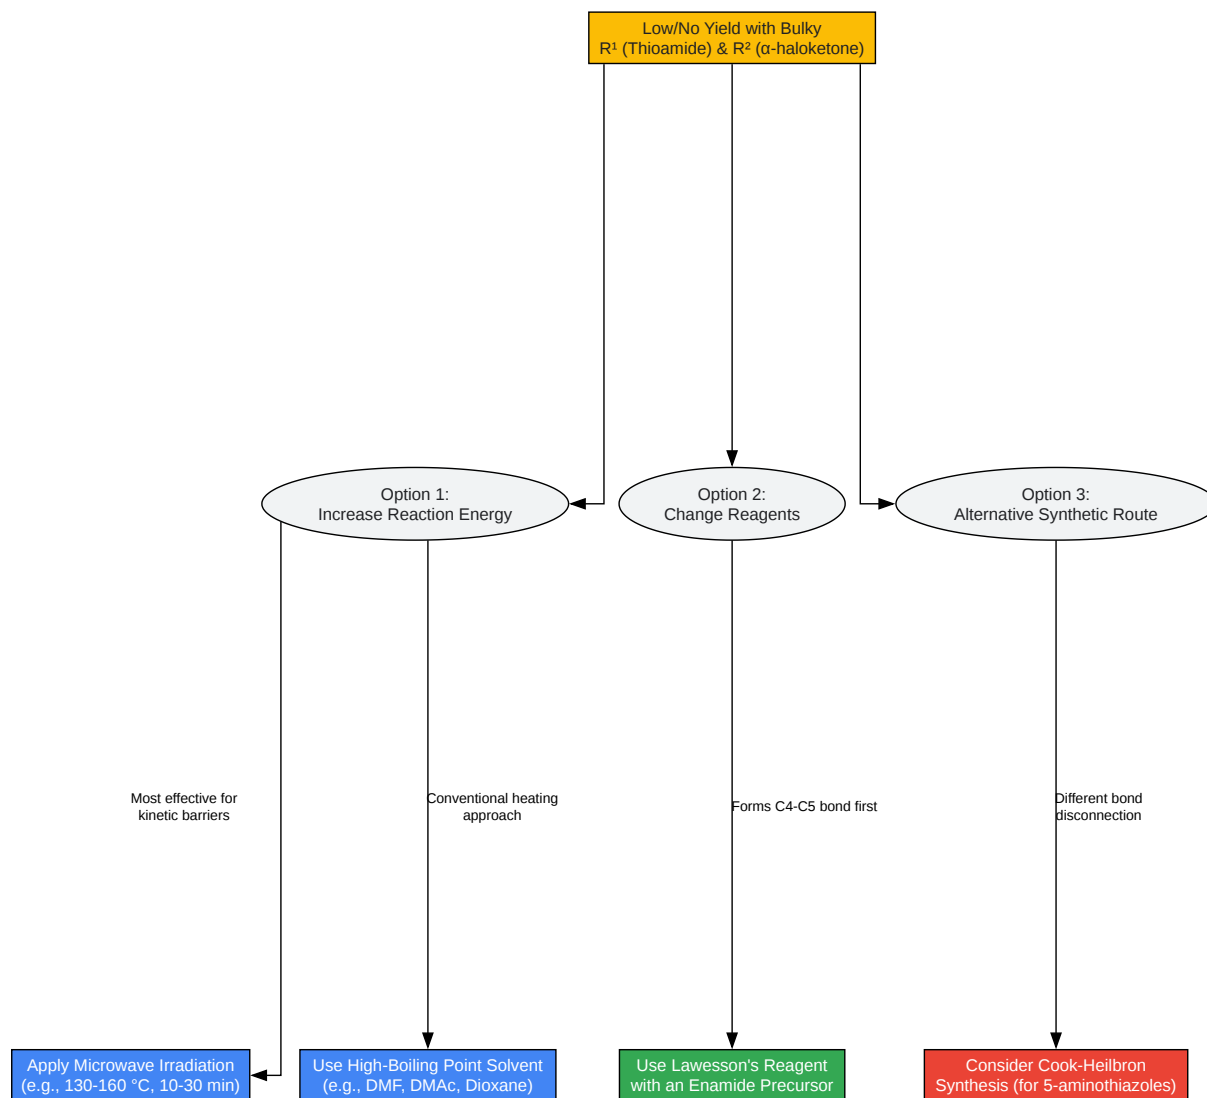 Low/No Yield with Bulky
R¹ (Thioamide) & R² (α-haloketone)
Option 1:
Increase Reaction Energy
Option 2:
Change Reagents
Option 3:
Alternative Synthetic Route
Most effective for
kinetic barriers
Conventional heating
approach
Forms C4-C5 bond first
Different bond
disconnection
Apply Microwave Irradiation
(e.g., 130-160 °C, 10-30 min)
Use High-Boiling Point Solvent
(e.g., DMF, DMAc, Dioxane)
Use Lawesson's Reagent
with an Enamide Precursor
Consider Cook-Heilbron
Synthesis (for 5-aminothiazoles)